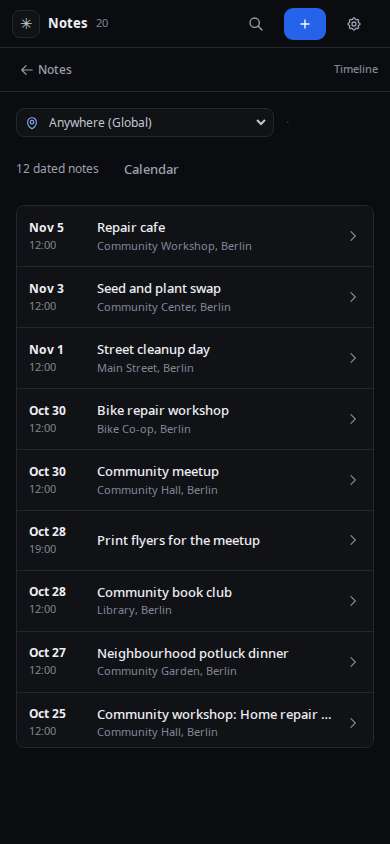 Notes 20
Notes
Timeline
Anywhere (Global)
12 dated notes
Calendar
Nov 5
Repair cafe
12:00
Community Workshop, Berlin
Nov 3
Seed and plant swap
12:00
Community Center, Berlin
Nov 1
Street cleanup day
12:00
Main Street, Berlin
Oct 30
Bike repair workshop
12:00
Bike Co-op, Berlin
Oct 30
Community meetup
12:00
Community Hall, Berlin
Oct 28
Print flyers for the meetup
19:00
Oct 28
Community book club
12:00
Library, Berlin
Oct 27
Neighbourhood potluck dinner
12:00
Community Garden, Berlin
Oct 25
Community workshop: Home repair ...
12:00
Community Hall, Berlin